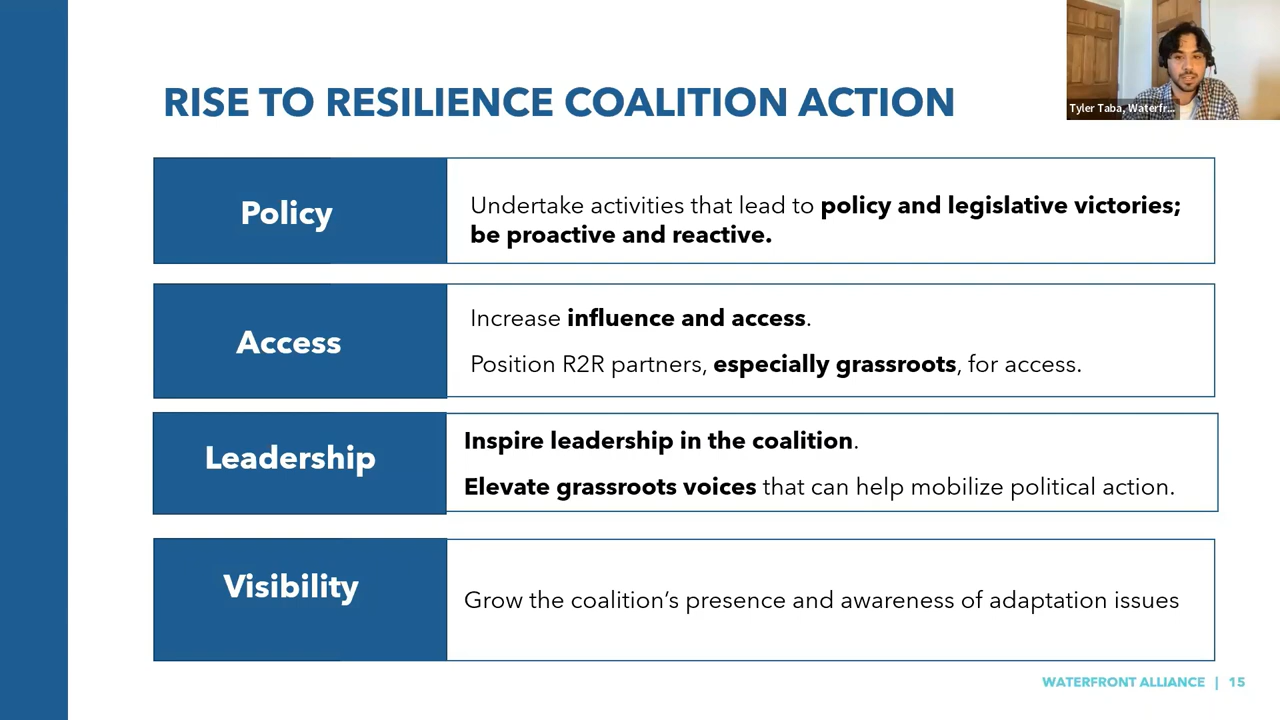 RISE TO RESILIENCE COALITION ACTION
Tyler Taba, Waterfr...
Policy
Undertake activities that lead to policy and legislative victories;
be proactive and reactive.
Access
Increase influence and access.
Position R2R partners, especially grassroots, for access.
Leadership
Inspire leadership in the coalition.
Elevate grassroots voices that can help mobilize political action.
Visibility
Grow the coalition's presence and awareness of adaptation issues
WATERFRONT ALLIANCE | 15